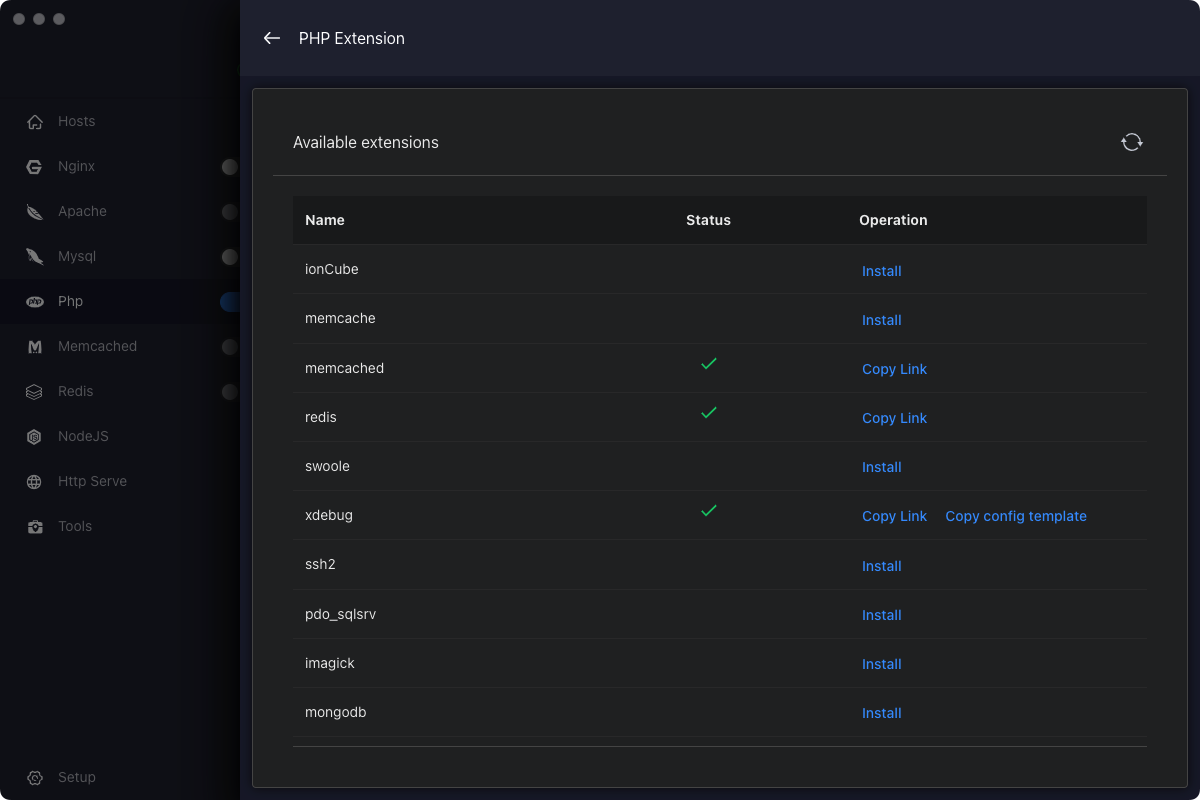 PHP Extension
Hosts
Nginx
Apache
Mysql
Php
Memcached
Redis
NodeJS
Http Serve
Tools
Setup
Available extensions
Name Status Operation
ionCube Install
memcache Install
memcached Copy Link
redis Copy Link
swoole Install
xdebug Copy Link Copy config template
ssh2 Install
pdo_sqlsrv Install
imagick Install
mongodb Install